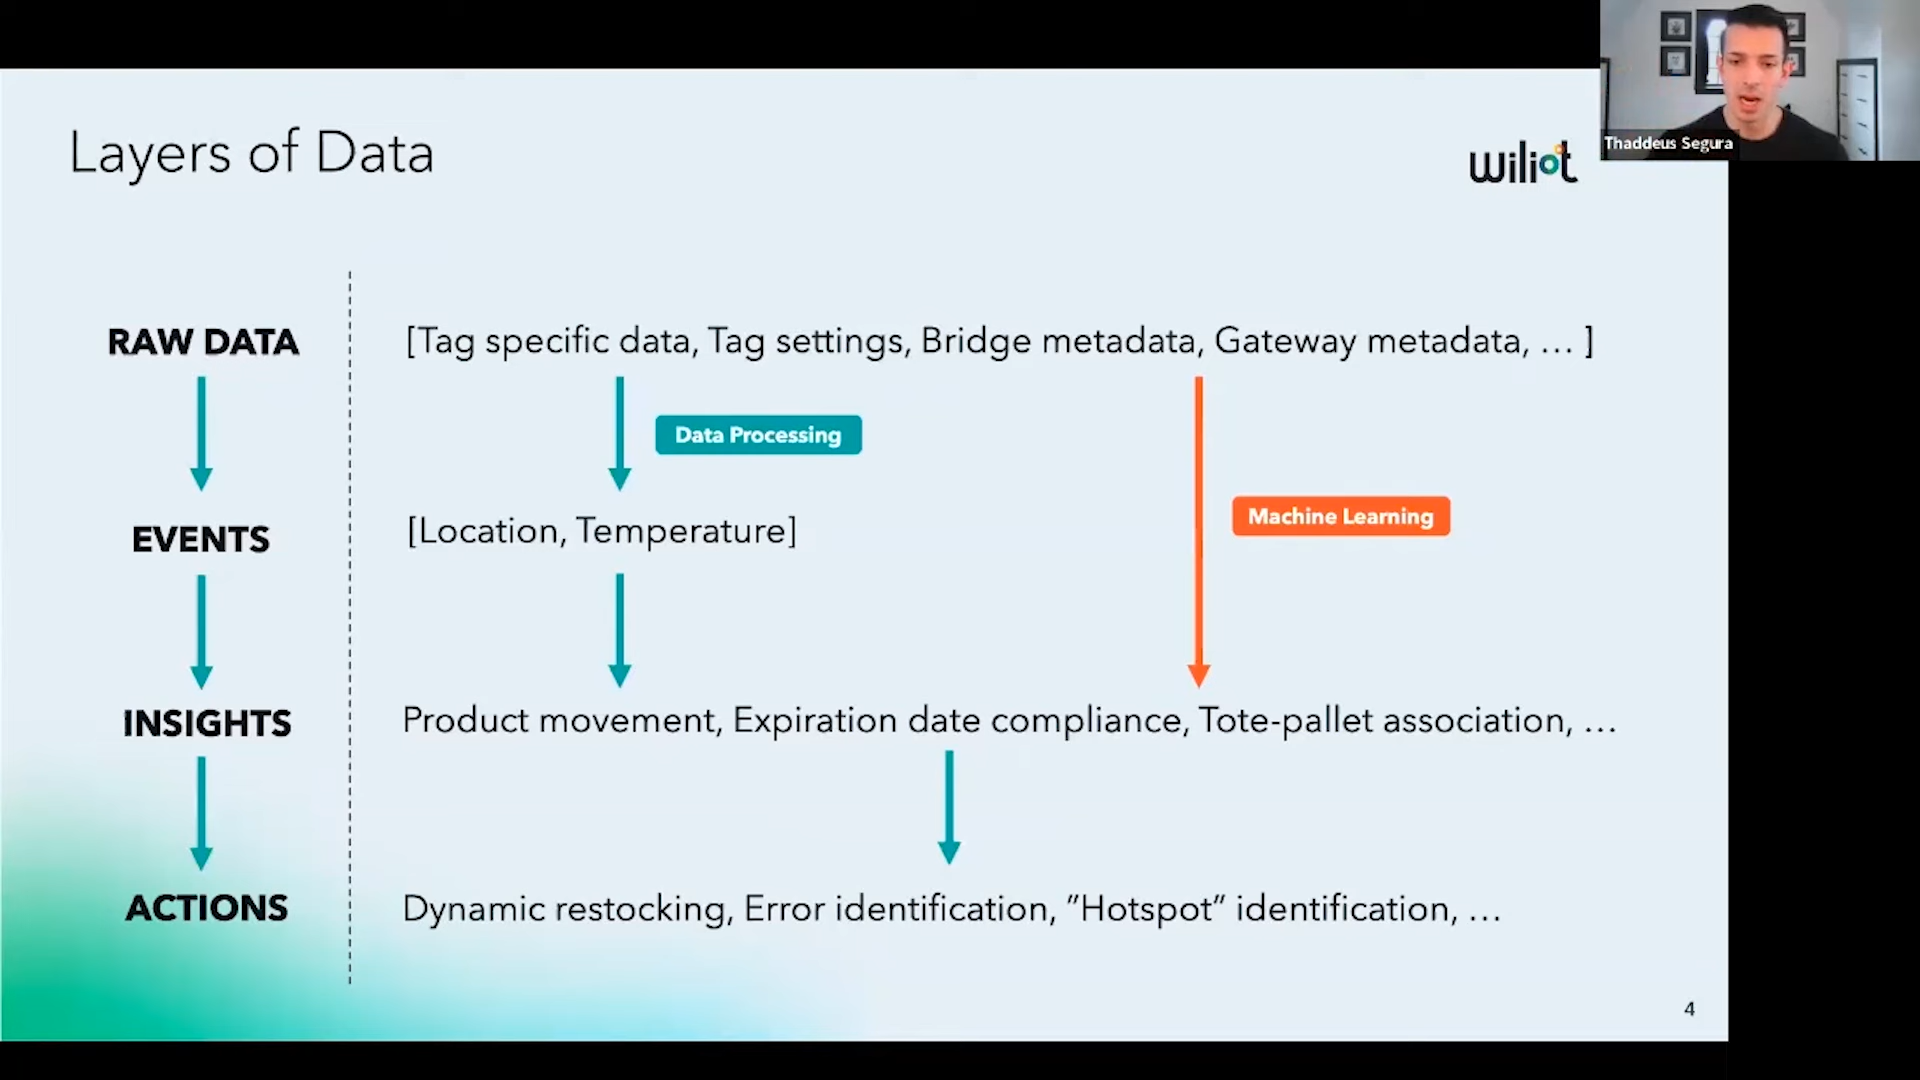 Thaddeus Segura
Layers of Data
wiliot
RAW DATA
[Tag specific data, Tag settings, Bridge metadata, Gateway metadata, … ]
Data Processing
Machine Learning
EVENTS
[Location, Temperature]
INSIGHTS
Product movement, Expiration date compliance, Tote-pallet association, …
ACTIONS
Dynamic restocking, Error identification, ”Hotspot” identification, …
4